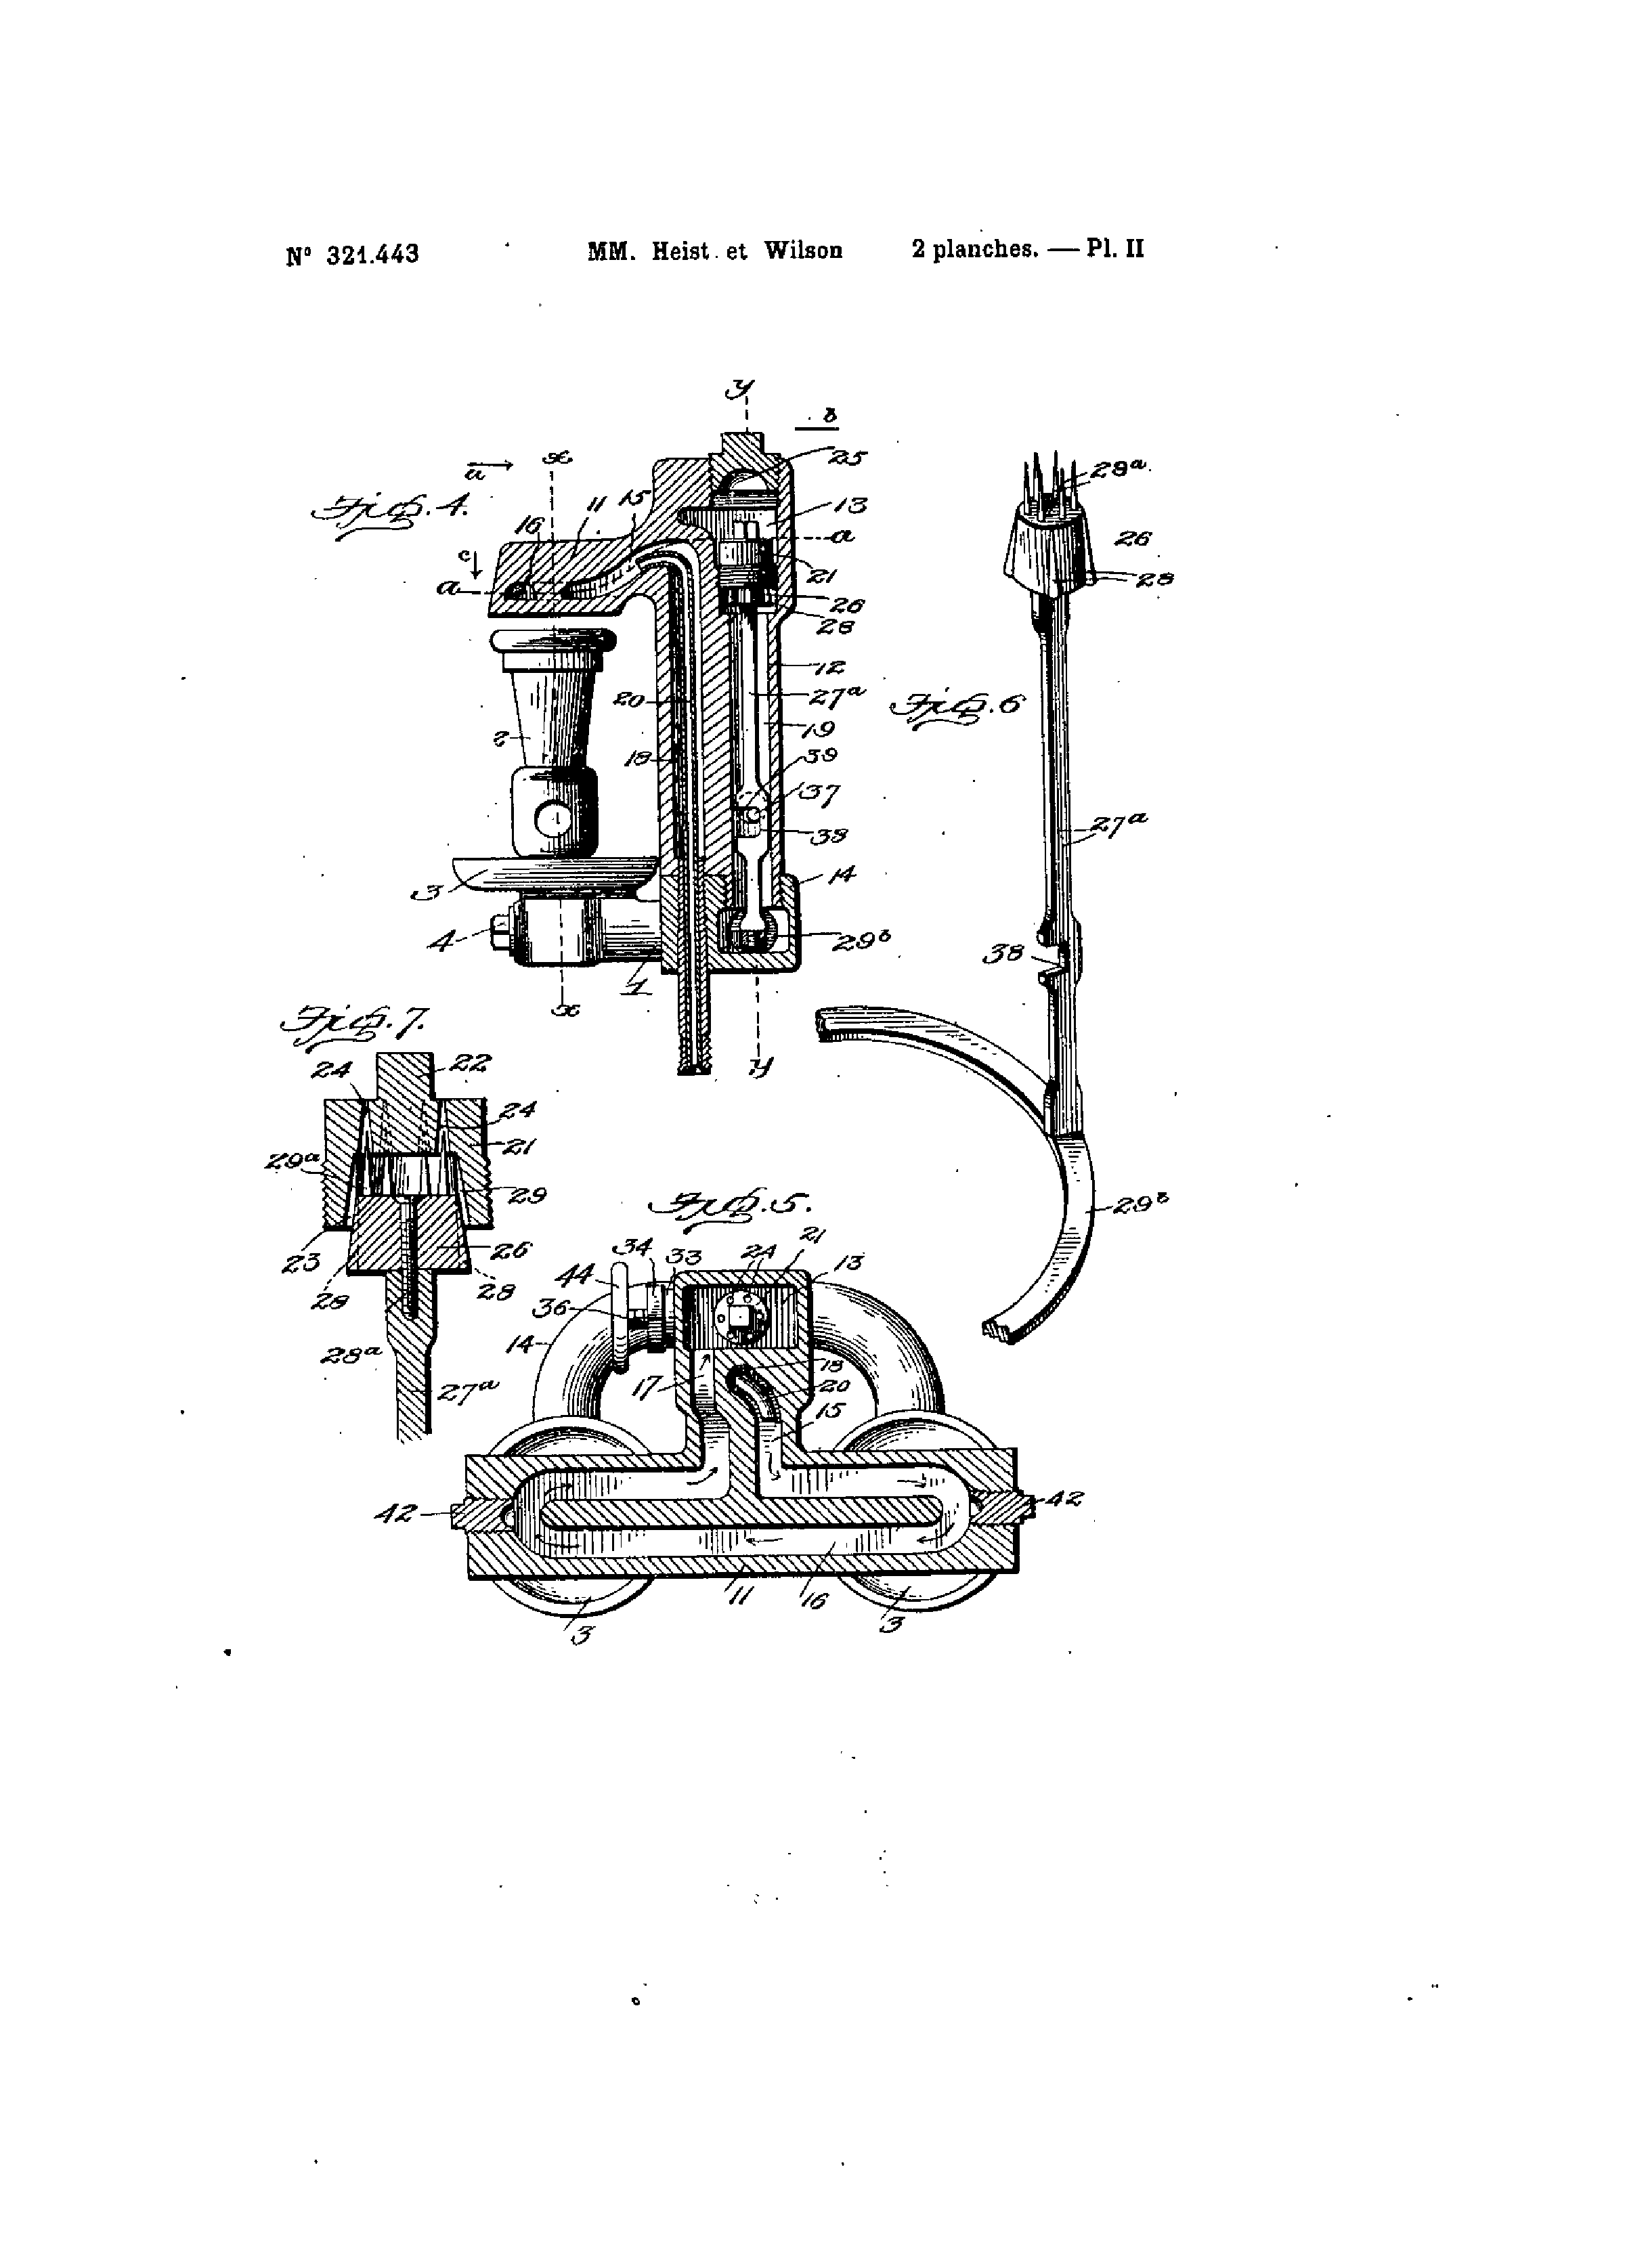 N° 321.443 MM. Heist et Wilson 2 planches. — Pl. II
y
b
u x 25
Fig. 4. 16 11 15 13
c a
a 21
26
28
12
20 27a
2 19
18 39
37
38
3 14
4 29b
1
x
y
Fig. 6
29a
26
28
27a
38
29b
Fig. 7.
24 22
24
21
29a
29
23 26
28 28
28a
27a
Fig. 5.
34 33 24 21 13
44
36
14
17 18
20
15
42 42
11 16
3 3